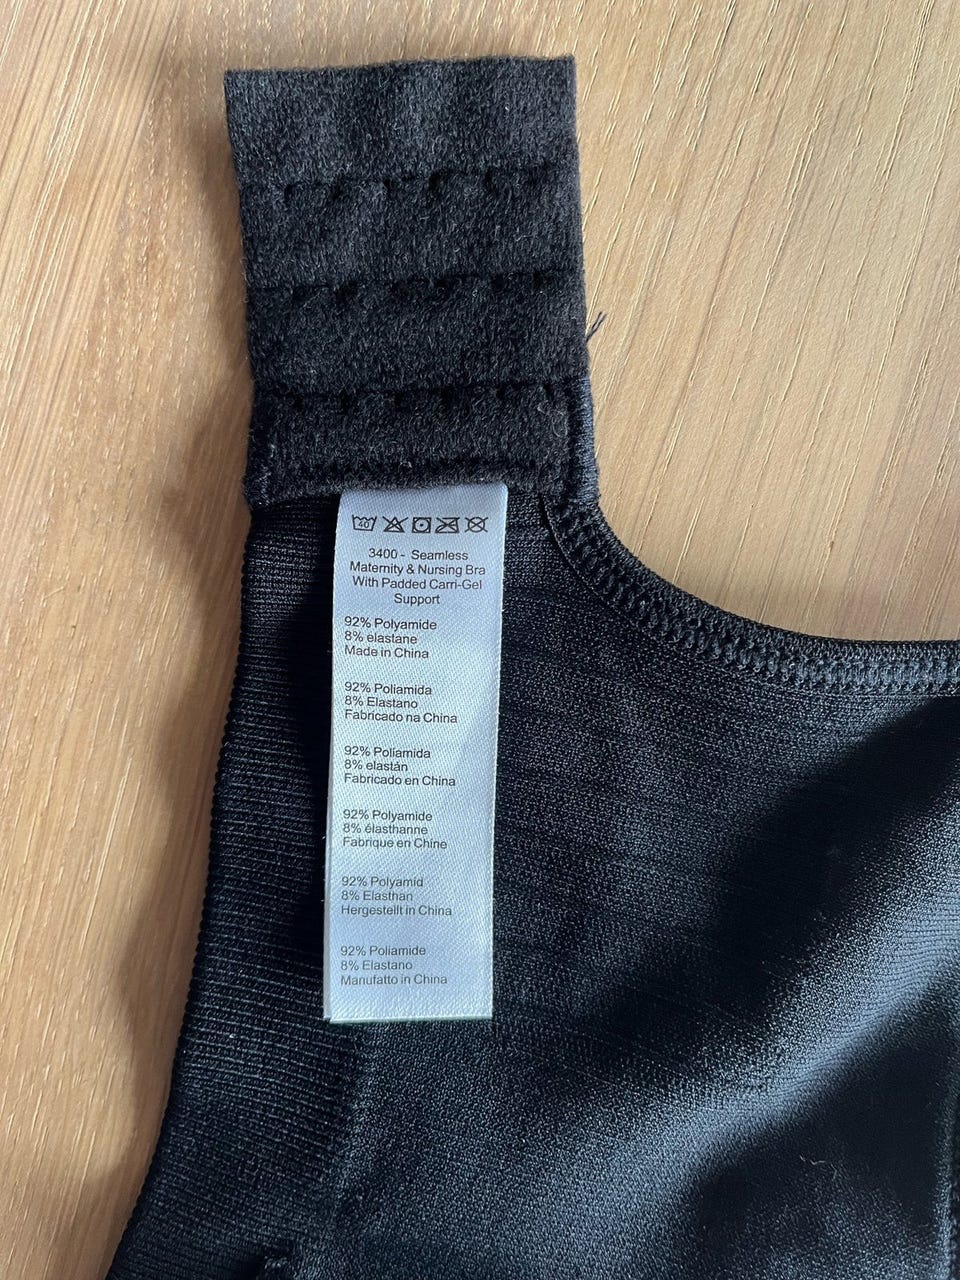 40
3400 - Seamless
Maternity & Nursing Bra
With Padded Carri-Gel
Support
92% Polyamide
8% elastane
Made in China
92% Poliamida
8% Elastano
Fabricado na China
92% Poliamida
8% elastán
Fabricado en China
92% Polyamide
8% élasthanne
Fabrique en Chine
92% Polyamid
8% Elasthan
Hergestellt in China
92% Poliamide
8% Elastano
Manufatto in China